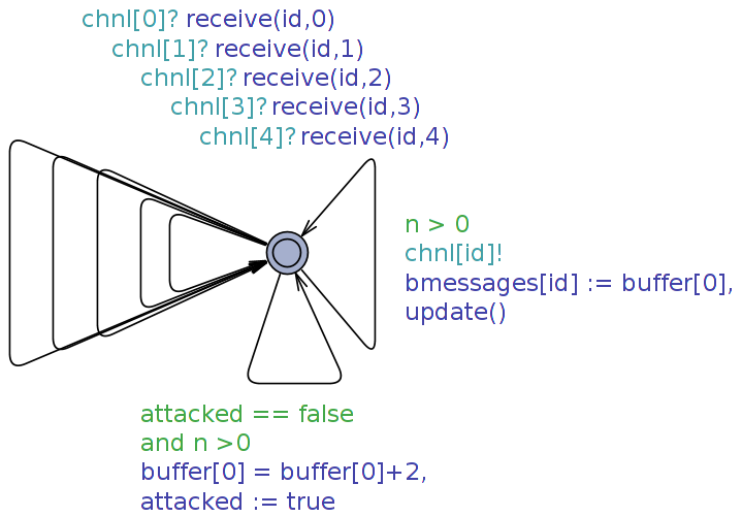 chnl[0]? receive(id,0)
chnl[1]? receive(id,1)
chnl[2]? receive(id,2)
chnl[3]? receive(id,3)
chnl[4]? receive(id,4)
n > 0
chnl[id]!
bmessages[id] := buffer[0],
update()
attacked == false
and n >0
buffer[0] = buffer[0]+2,
attacked := true